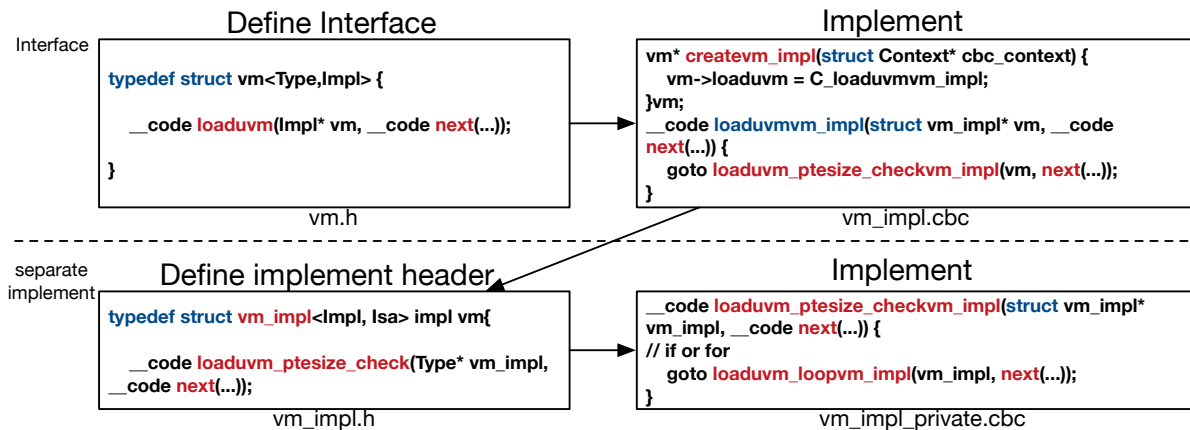 Interface
Define Interface
typedef struct vm<Type,Impl> {
__code loaduvm(Impl* vm, __code next(...));
}
vm.h
Implement
vm* createvm_impl(struct Context* cbc_context) {
vm->loaduvm = C_loaduvmvm_impl;
}vm;
__code loaduvmvm_impl(struct vm_impl* vm, __code
next(...)) {
goto loaduvm_ptesize_checkvm_impl(vm, next(...));
}
vm_impl.cbc
separate
implement
Define implement header
typedef struct vm_impl<Impl, Isa> impl vm{
__code loaduvm_ptesize_check(Type* vm_impl,
__code next(...));
vm_impl.h
Implement
__code loaduvm_ptesize_checkvm_impl(struct vm_impl*
vm_impl, __code next(...)) {
// if or for
goto loaduvm_loopvm_impl(vm_impl, next(...));
}
vm_impl_private.cbc